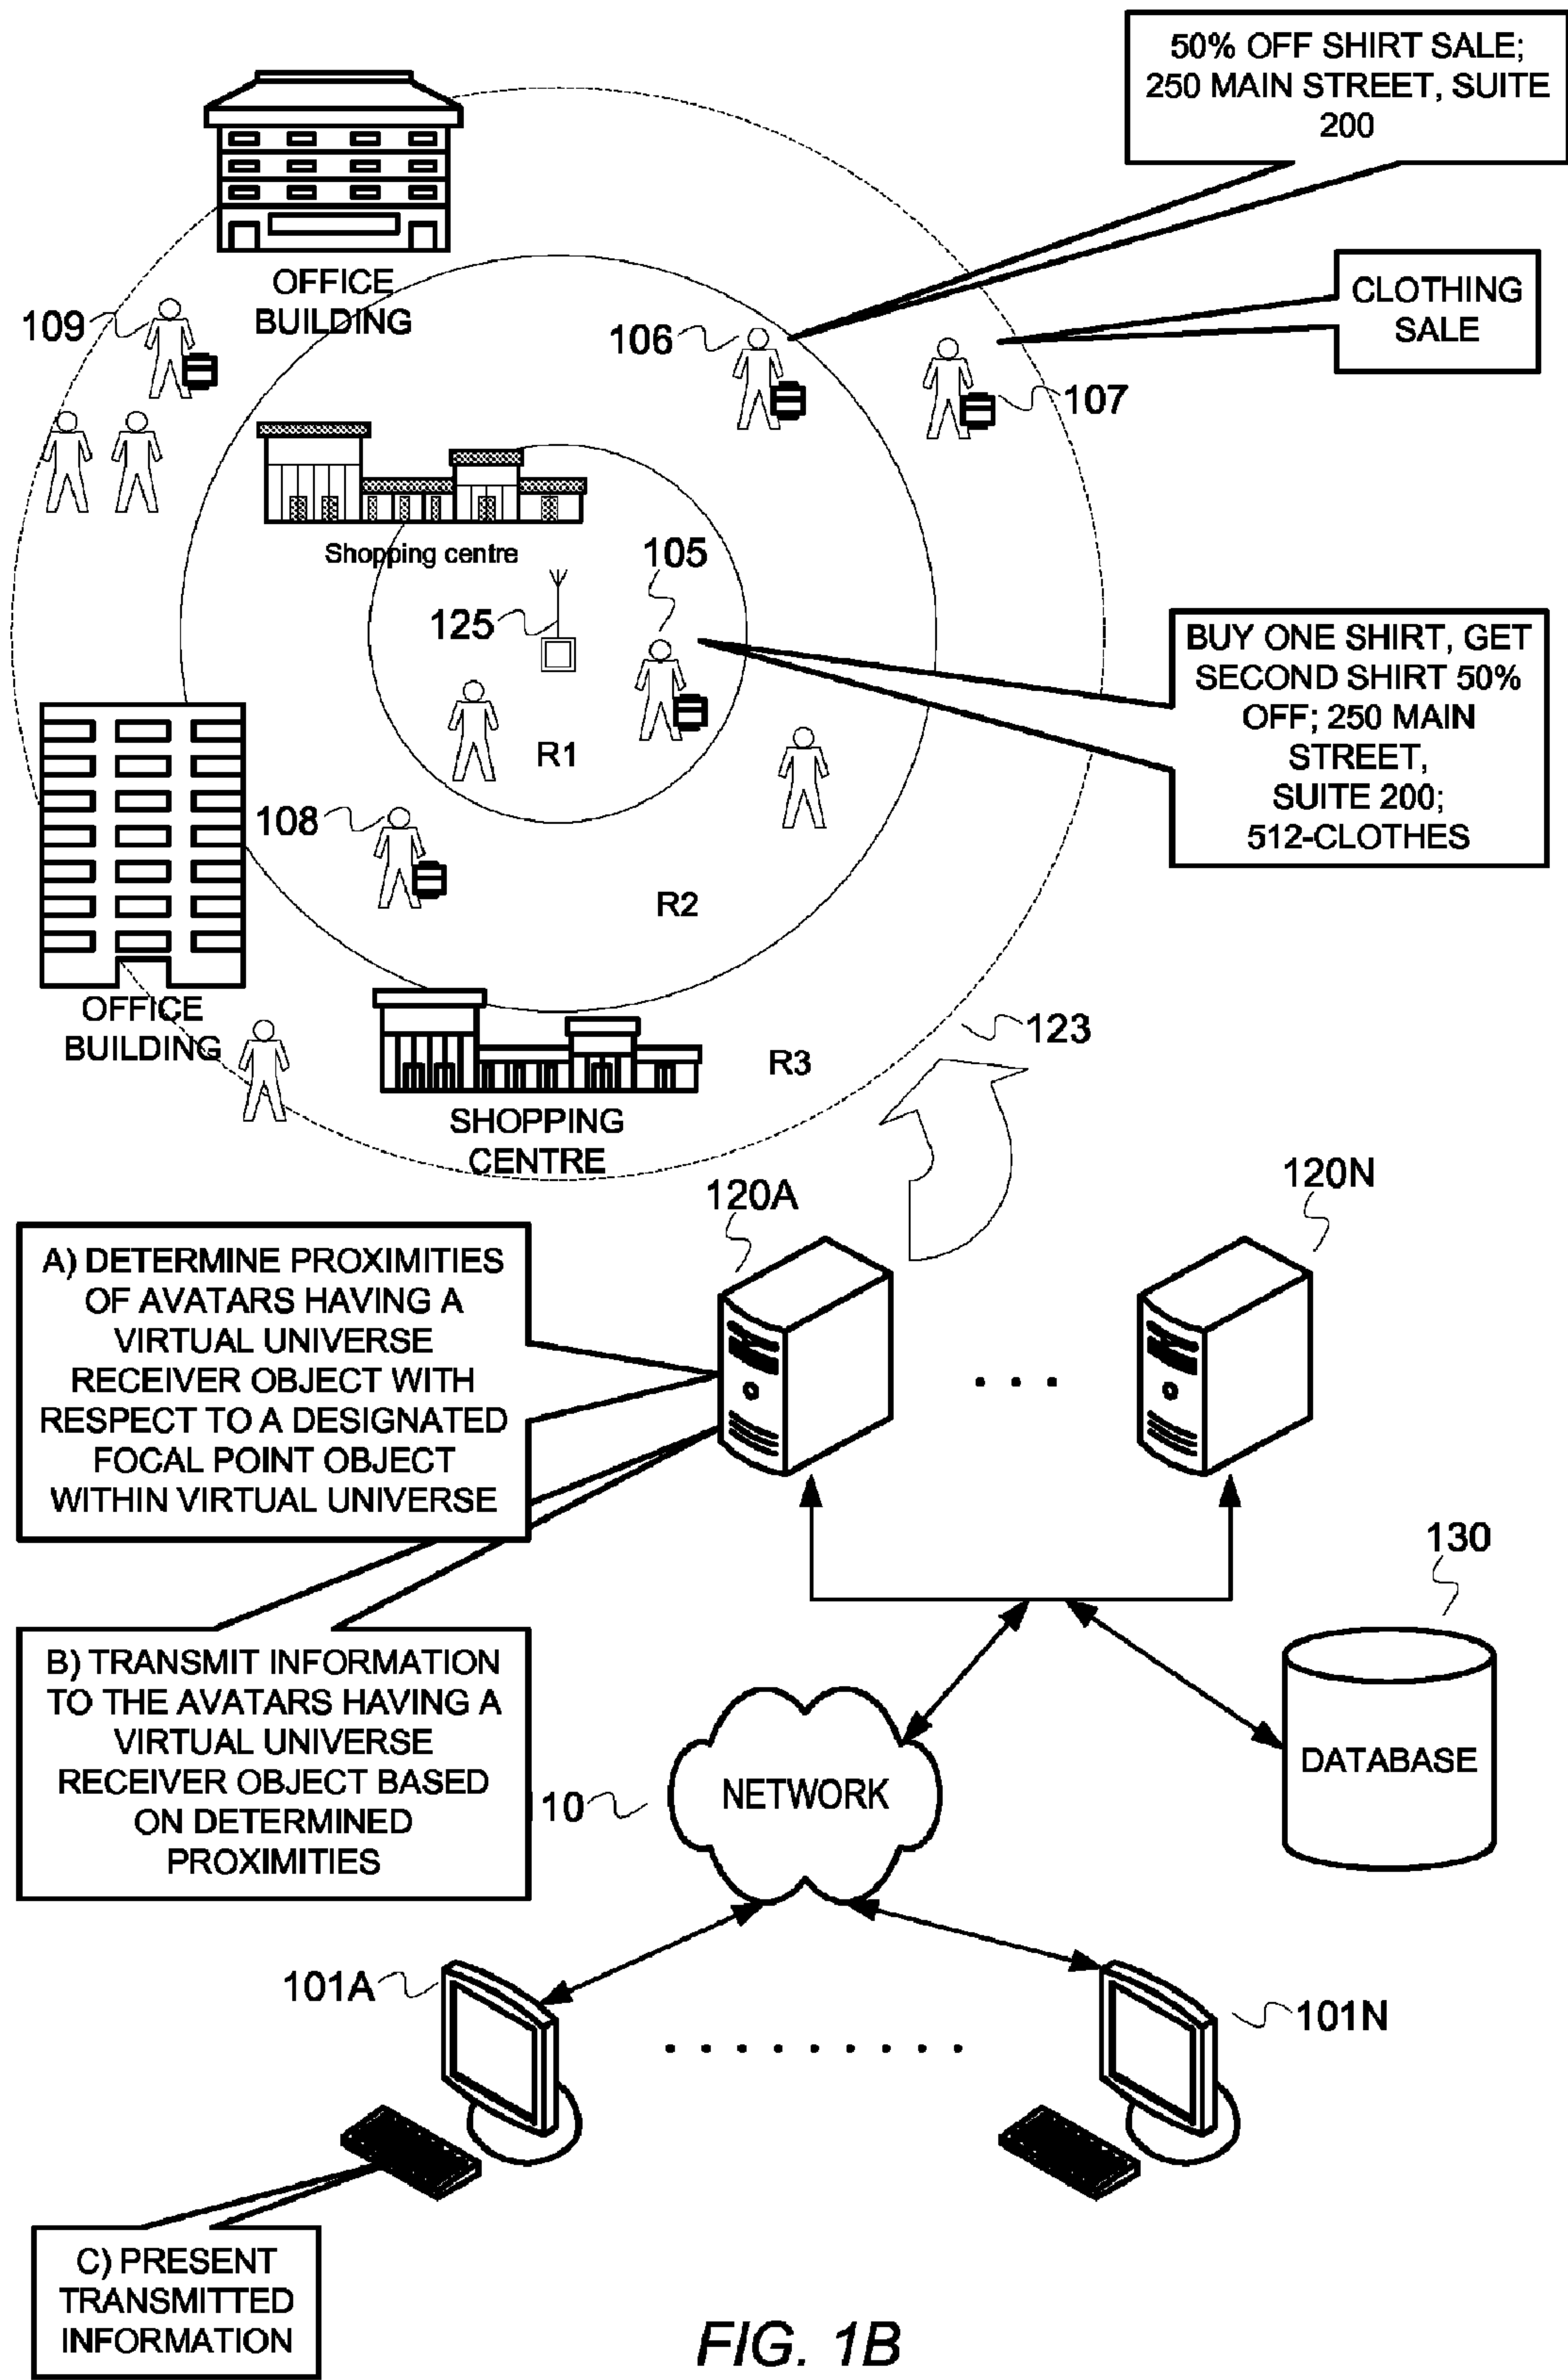 50% OFF SHIRT SALE;
250 MAIN STREET, SUITE
200
OFFICE
BUILDING
CLOTHING
SALE
109
106
107
Shopping centre
105
125
BUY ONE SHIRT, GET
SECOND SHIRT 50%
OFF; 250 MAIN
STREET,
SUITE 200;
512-CLOTHES
R1
108
R2
OFFICE
BUILDING
123
R3
SHOPPING
CENTRE
120A
120N
A) DETERMINE PROXIMITIES
OF AVATARS HAVING A
VIRTUAL UNIVERSE
RECEIVER OBJECT WITH
RESPECT TO A DESIGNATED
FOCAL POINT OBJECT
WITHIN VIRTUAL UNIVERSE
130
B) TRANSMIT INFORMATION
TO THE AVATARS HAVING A
VIRTUAL UNIVERSE
RECEIVER OBJECT BASED
ON DETERMINED
PROXIMITIES
110
NETWORK
DATABASE
101A
101N
C) PRESENT
TRANSMITTED
INFORMATION
FIG. 1B